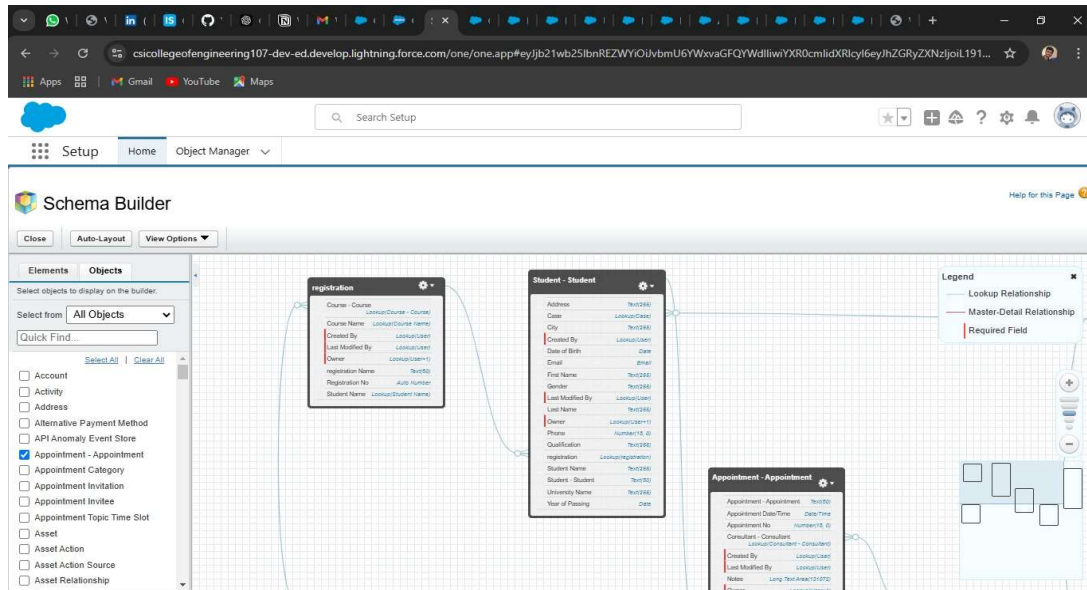 csicollegeofengineering107-dev-ed.develop.lightning.force.com/one/one.app#eyJjb21wb25lbnREZWYiOiJvbmU6YWxvaGFQYWdlIiwiYXR0cmlidXRlcyI6eyJhZGRyZXNzIjoiL191...
Apps Gmail YouTube Maps
Search Setup
Setup Home Object Manager
Schema Builder
Help for this Page
Close Auto-Layout View Options
Elements Objects
Select objects to display on the builder.
Select from All Objects
Quick Find...
Select All | Clear All
Account
Activity
Address
Alternative Payment Method
API Anomaly Event Store
Appointment - Appointment
Appointment Category
Appointment Invitation
Appointment Invitee
Appointment Topic Time Slot
Asset
Asset Action
Asset Action Source
Asset Relationship
registration
Course - Course
Lookup(Course - Course)
Course Name Lookup(Course Name)
Created By Lookup(User)
Last Modified By Lookup(User)
Owner Lookup(User+1)
registration Name Text(50)
Registration No Auto Number
Student Name Lookup(Student Name)
Student - Student
Address Text(255)
Case Lookup(Case)
City Text(255)
Created By Lookup(User)
Date of Birth Date
Email Email
First Name Text(255)
Gender Text(255)
Last Modified By Lookup(User)
Last Name Text(255)
Owner Lookup(User+1)
Phone Number(15, 0)
Qualification Text(255)
registration Lookup(registration)
Student Name Text(255)
Student - Student Text(50)
University Name Text(255)
Year of Passing Date
Appointment - Appointment
Appointment - Appointment Text(50)
Appointment Date/Time Date/Time
Appointment No Number(15, 0)
Consultant - Consultant
Lookup(Consultant - Consultant)
Created By Lookup(User)
Last Modified By Lookup(User)
Notes Long Text Area(131072)
Legend
Lookup Relationship
Master-Detail Relationship
Required Field